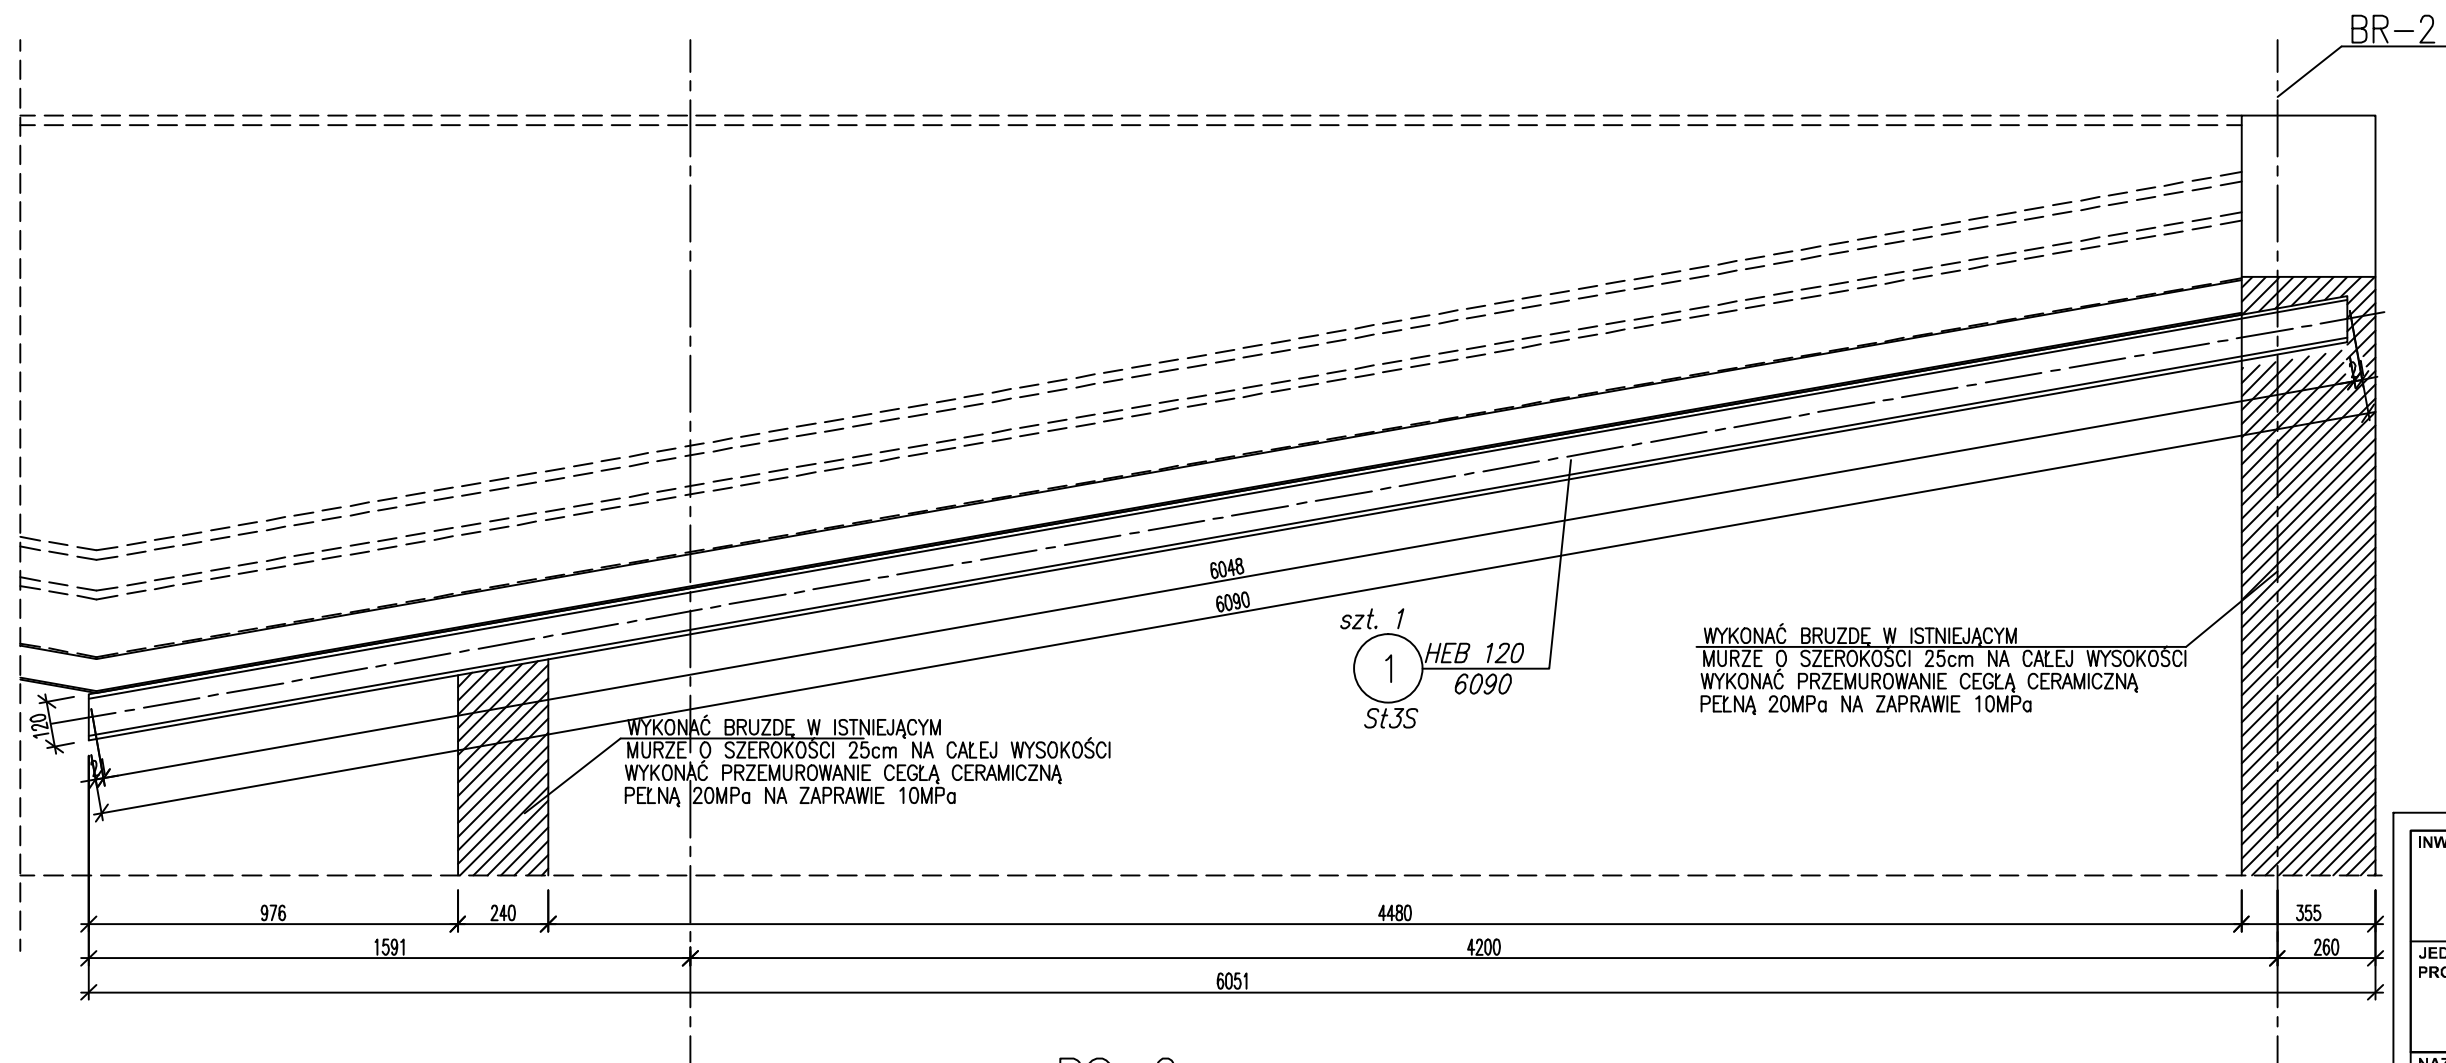 BR-2
6048
6090
szt. 1
1
HEB 120
6090
St3S
WYKONAĆ BRUZDĘ W ISTNIEJĄCYM
MURZE O SZEROKOŚCI 25cm NA CAŁEJ WYSOKOŚCI
WYKONAĆ PRZEMUROWANIE CEGŁĄ CERAMICZNĄ
PEŁNĄ 20MPa NA ZAPRAWIE 10MPa
120
WYKONAĆ BRUZDĘ W ISTNIEJĄCYM
MURZE O SZEROKOŚCI 25cm NA CAŁEJ WYSOKOŚCI
WYKONAĆ PRZEMUROWANIE CEGŁĄ CERAMICZNĄ
PEŁNĄ 20MPa NA ZAPRAWIE 10MPa
976
240
4480
355
1591
4200
260
6051
INW
JED
PRO